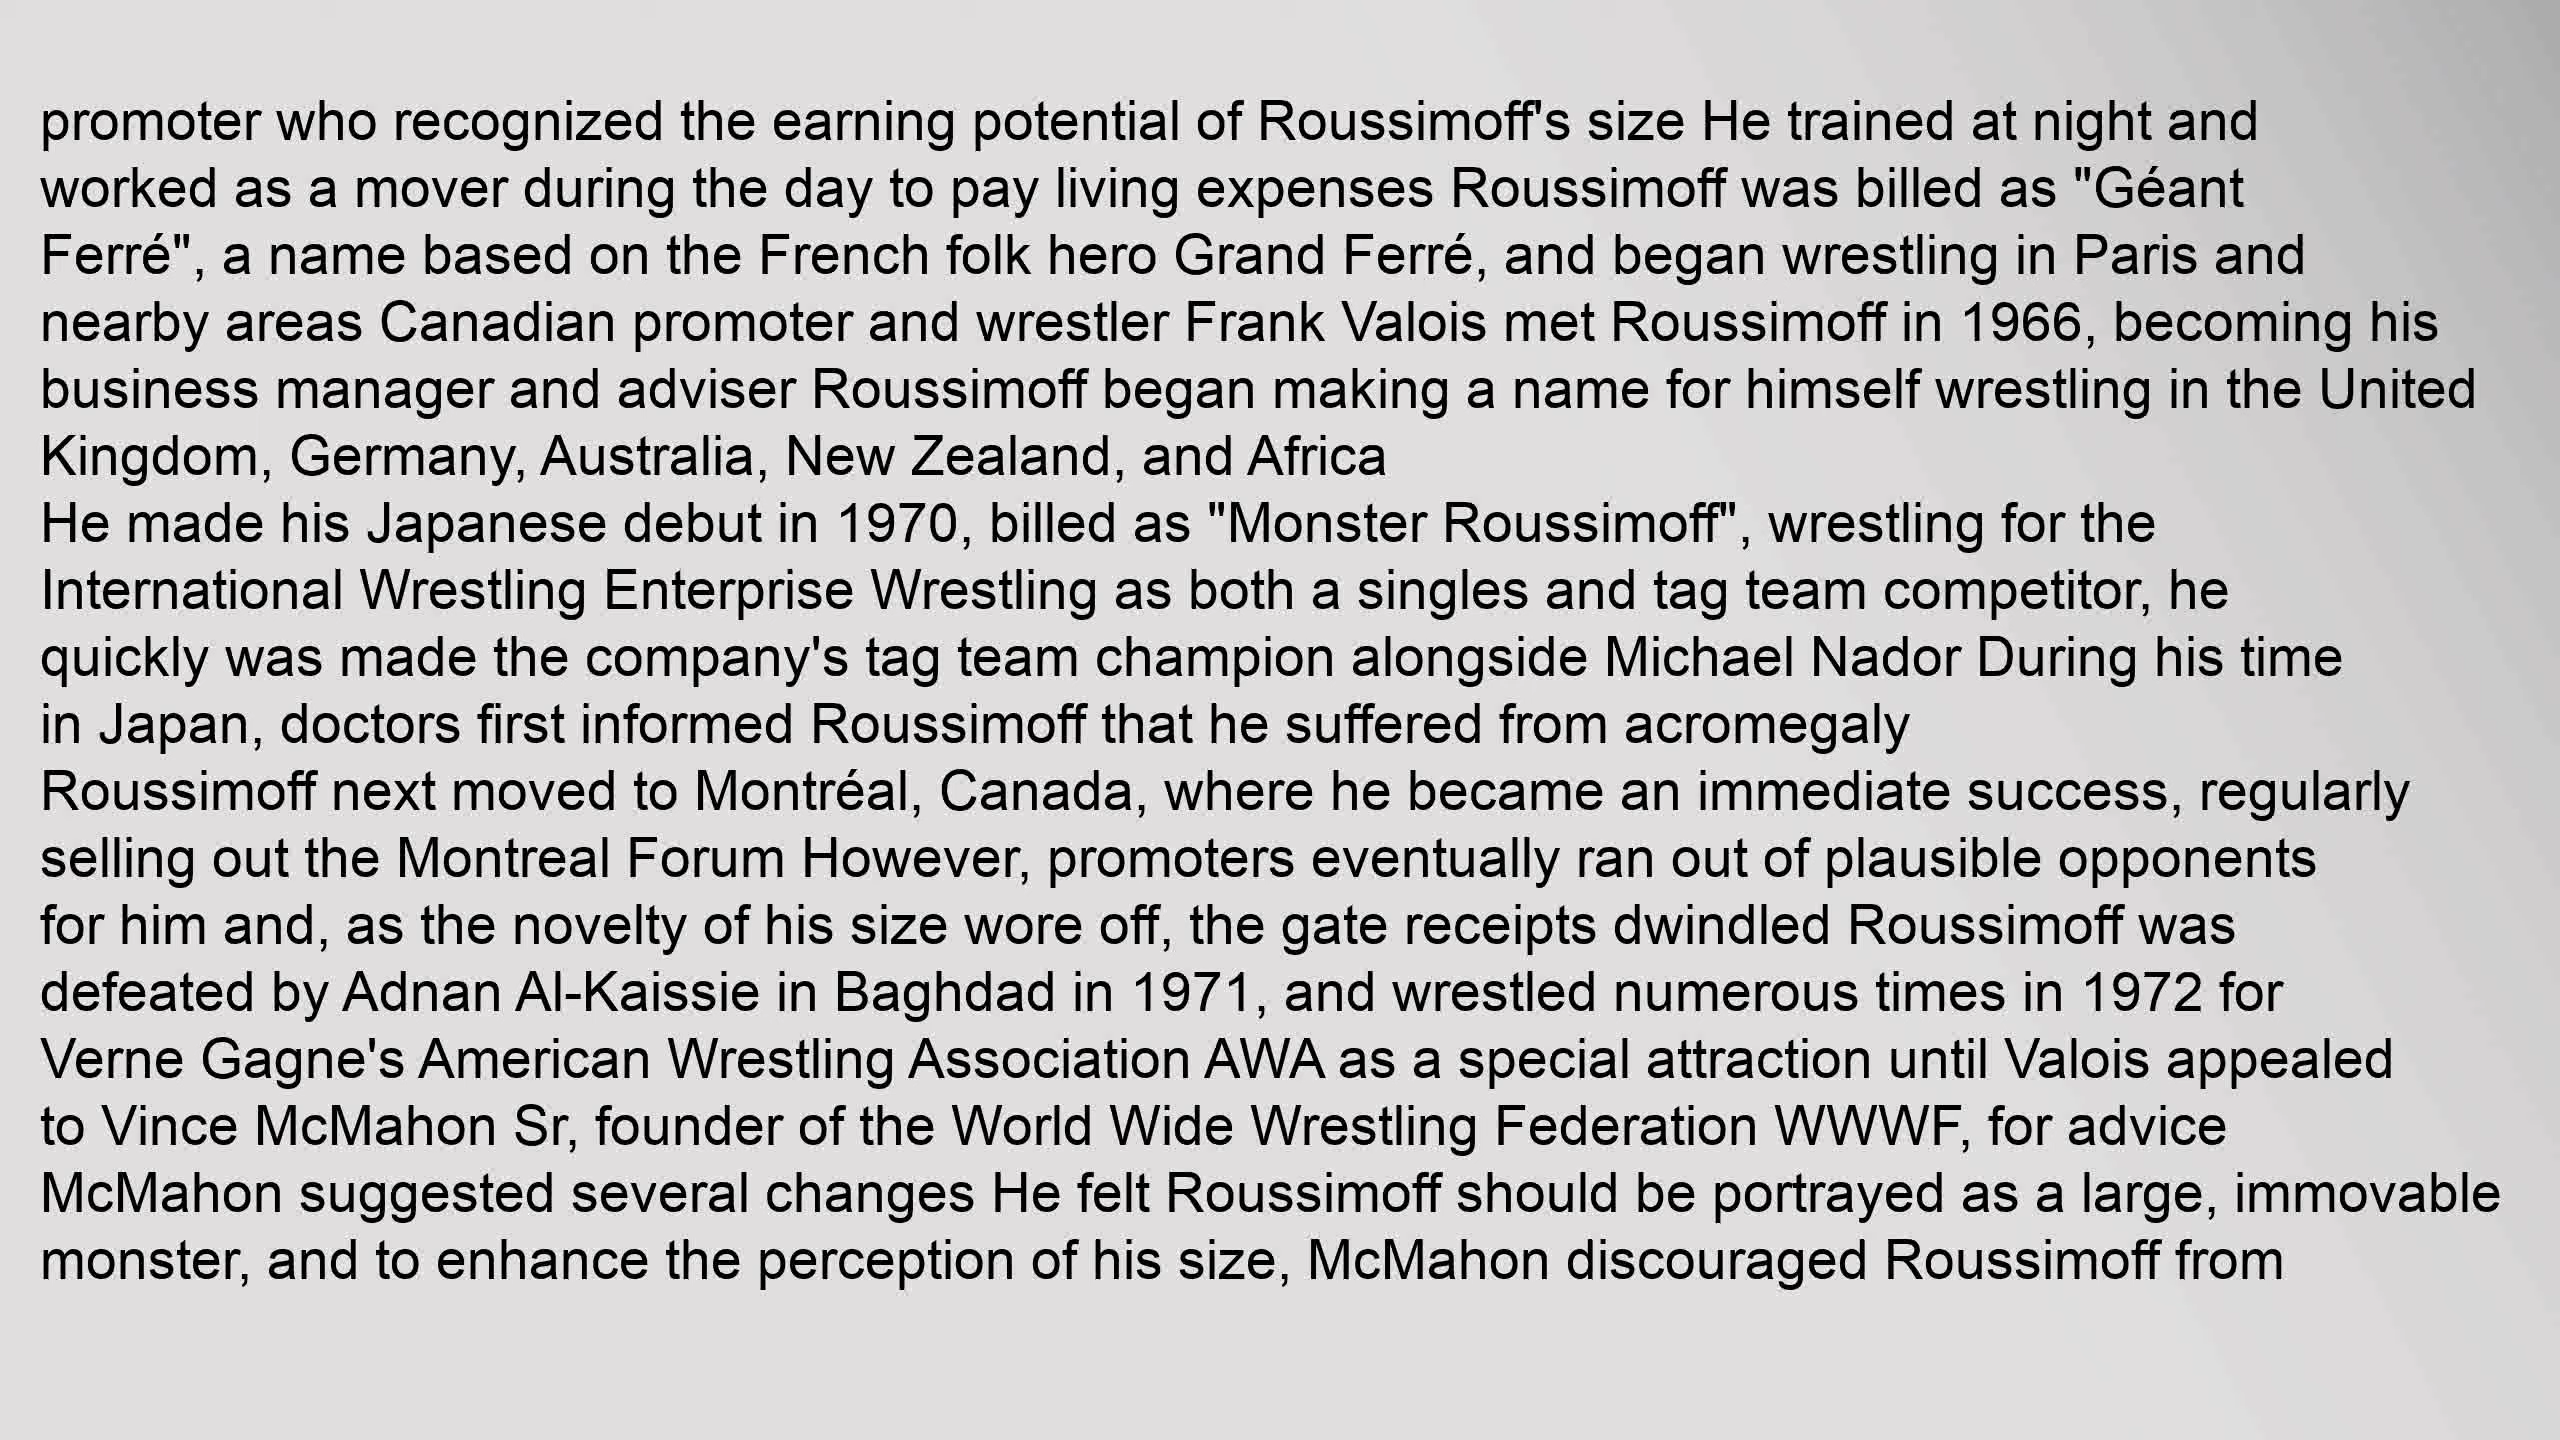 promoter who recognized the earning potential of Roussimoff's size He trained at night and
worked as a mover during the day to pay living expenses Roussimoff was billed as "Géant
Ferré", a name based on the French folk hero Grand Ferré, and began wrestling in Paris and
nearby areas Canadian promoter and wrestler Frank Valois met Roussimoff in 1966, becoming his
business manager and adviser Roussimoff began making a name for himself wrestling in the United
Kingdom, Germany, Australia, New Zealand, and Africa
He made his Japanese debut in 1970, billed as "Monster Roussimoff", wrestling for the
International Wrestling Enterprise Wrestling as both a singles and tag team competitor, he
quickly was made the company's tag team champion alongside Michael Nador During his time
in Japan, doctors first informed Roussimoff that he suffered from acromegaly
Roussimoff next moved to Montréal, Canada, where he became an immediate success, regularly
selling out the Montreal Forum However, promoters eventually ran out of plausible opponents
for him and, as the novelty of his size wore off, the gate receipts dwindled Roussimoff was
defeated by Adnan Al-Kaissie in Baghdad in 1971, and wrestled numerous times in 1972 for
Verne Gagne's American Wrestling Association AWA as a special attraction until Valois appealed
to Vince McMahon Sr, founder of the World Wide Wrestling Federation WWWF, for advice
McMahon suggested several changes He felt Roussimoff should be portrayed as a large, immovable
monster, and to enhance the perception of his size, McMahon discouraged Roussimoff from